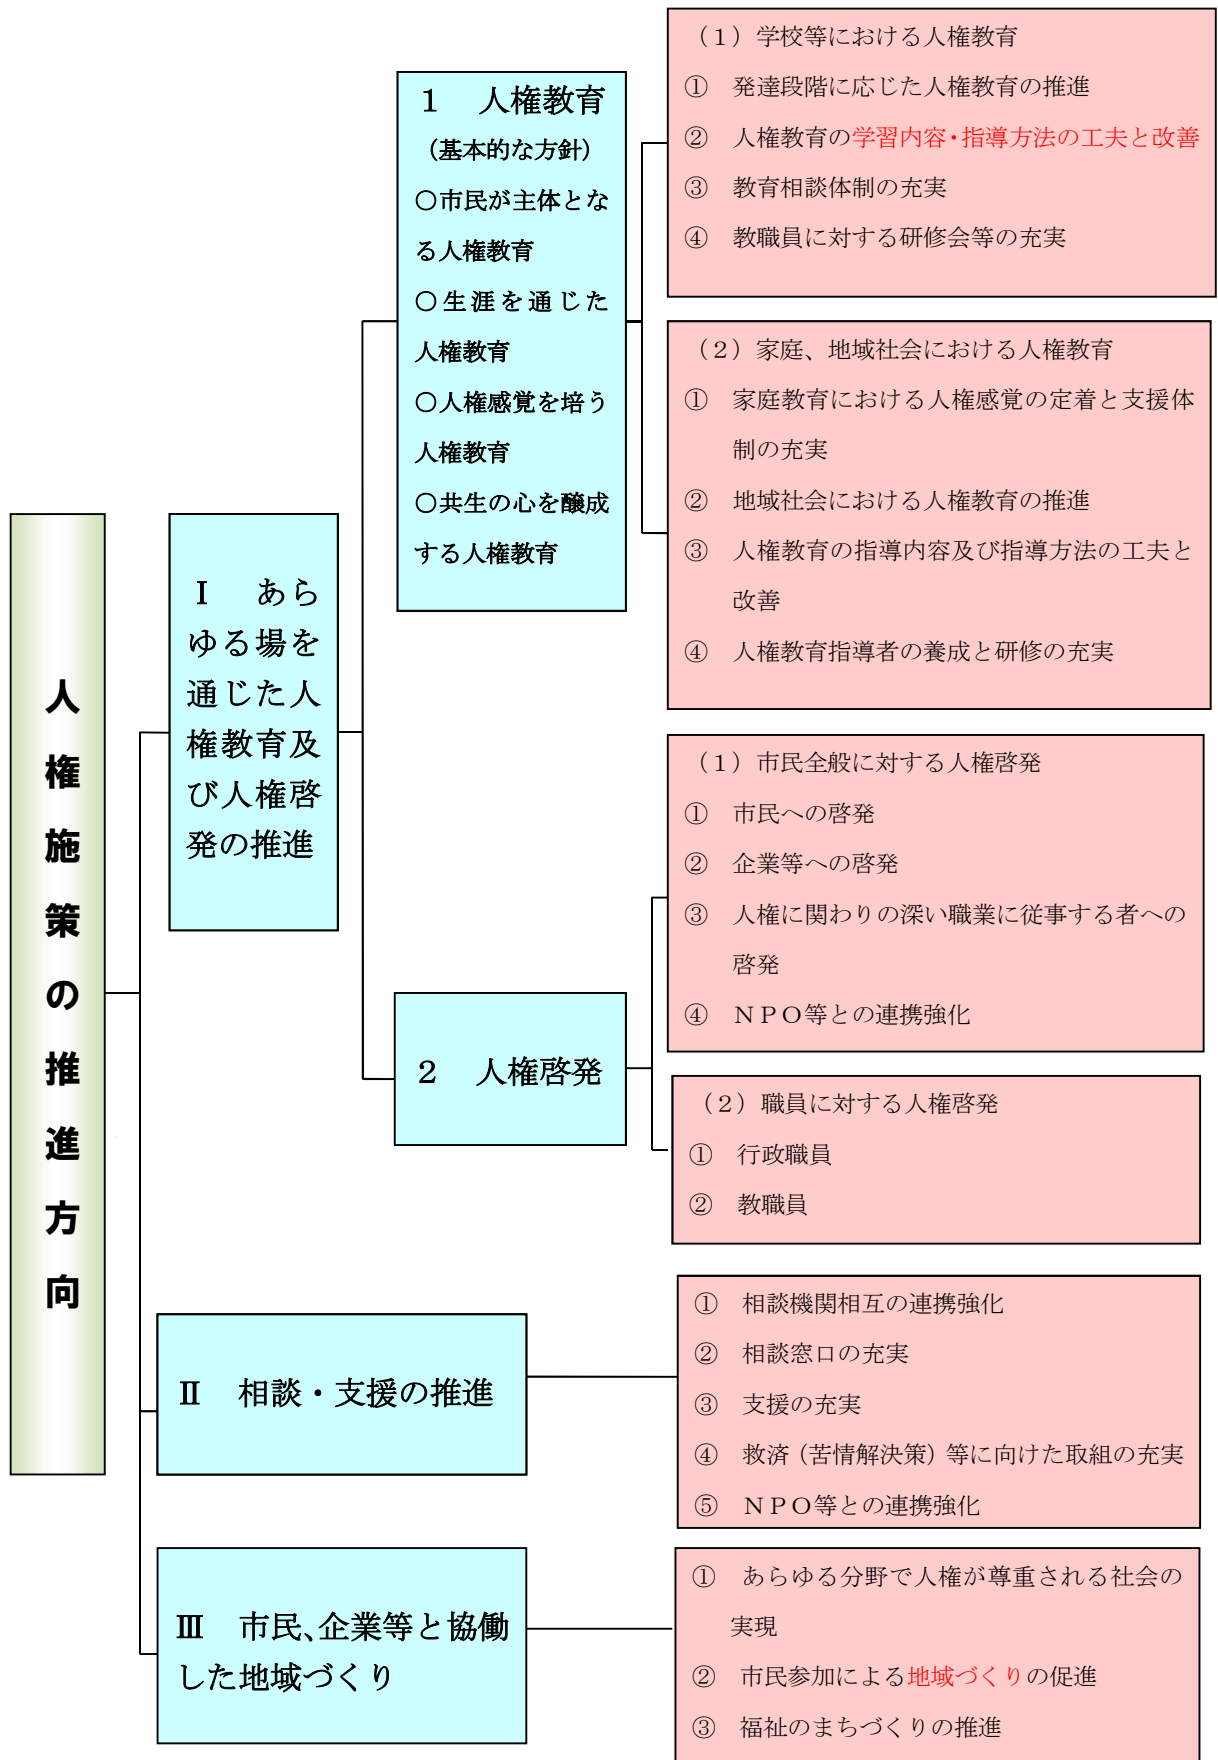 人権施策の推進方向
Ⅰ　あら
ゆる場を
通じた人
権教育及
び人権啓
発の推進
１　人権教育
（基本的な方針）
○市民が主体とな
る人権教育
○生涯を通じた
人権教育
○人権感覚を培う
人権教育
○共生の心を醸成
する人権教育
（１）学校等における人権教育
①　発達段階に応じた人権教育の推進
②　人権教育の学習内容・指導方法の工夫と改善
③　教育相談体制の充実
④　教職員に対する研修会等の充実
（２）家庭、地域社会における人権教育
①　家庭教育における人権感覚の定着と支援体
制の充実
②　地域社会における人権教育の推進
③　人権教育の指導内容及び指導方法の工夫と
改善
④　人権教育指導者の養成と研修の充実
２　人権啓発
（１）市民全般に対する人権啓発
①　市民への啓発
②　企業等への啓発
③　人権に関わりの深い職業に従事する者への
啓発
④　ＮＰＯ等との連携強化
（２）職員に対する人権啓発
①　行政職員
②　教職員
Ⅱ　相談・支援の推進
①　相談機関相互の連携強化
②　相談窓口の充実
③　支援の充実
④　救済（苦情解決策）等に向けた取組の充実
⑤　ＮＰＯ等との連携強化
Ⅲ　市民、企業等と協働
した地域づくり
①　あらゆる分野で人権が尊重される社会の
実現
②　市民参加による地域づくりの促進
③　福祉のまちづくりの推進